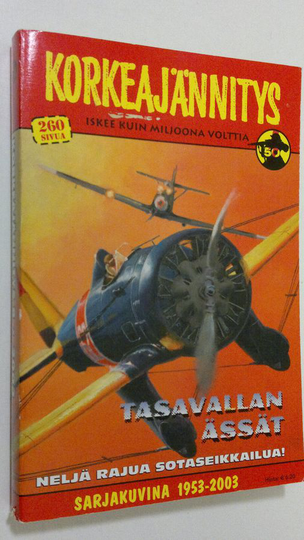 KORKEAJÄNNITYS
260
SIVUA
ISKEE KUIN MILJOONA VOLTTIA
50
TASAVALLAN
ÄSSÄT
NELJÄ RAJUA SOTASEIKKAILUA!
SARJAKUVINA 1953-2003